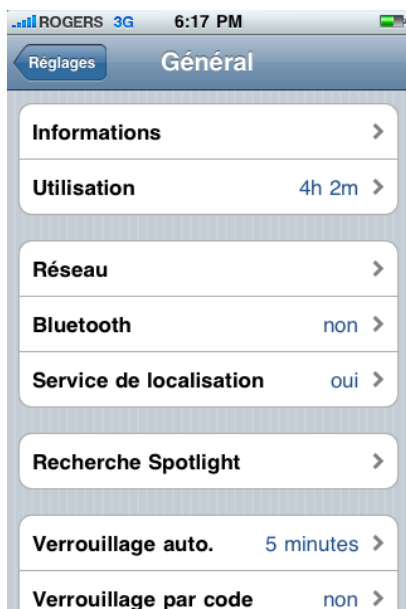 ROGERS 3G 6:17 PM
Réglages Général
Informations
Utilisation 4h 2m
Réseau
Bluetooth non
Service de localisation oui
Recherche Spotlight
Verrouillage auto. 5 minutes
Verrouillage par code non